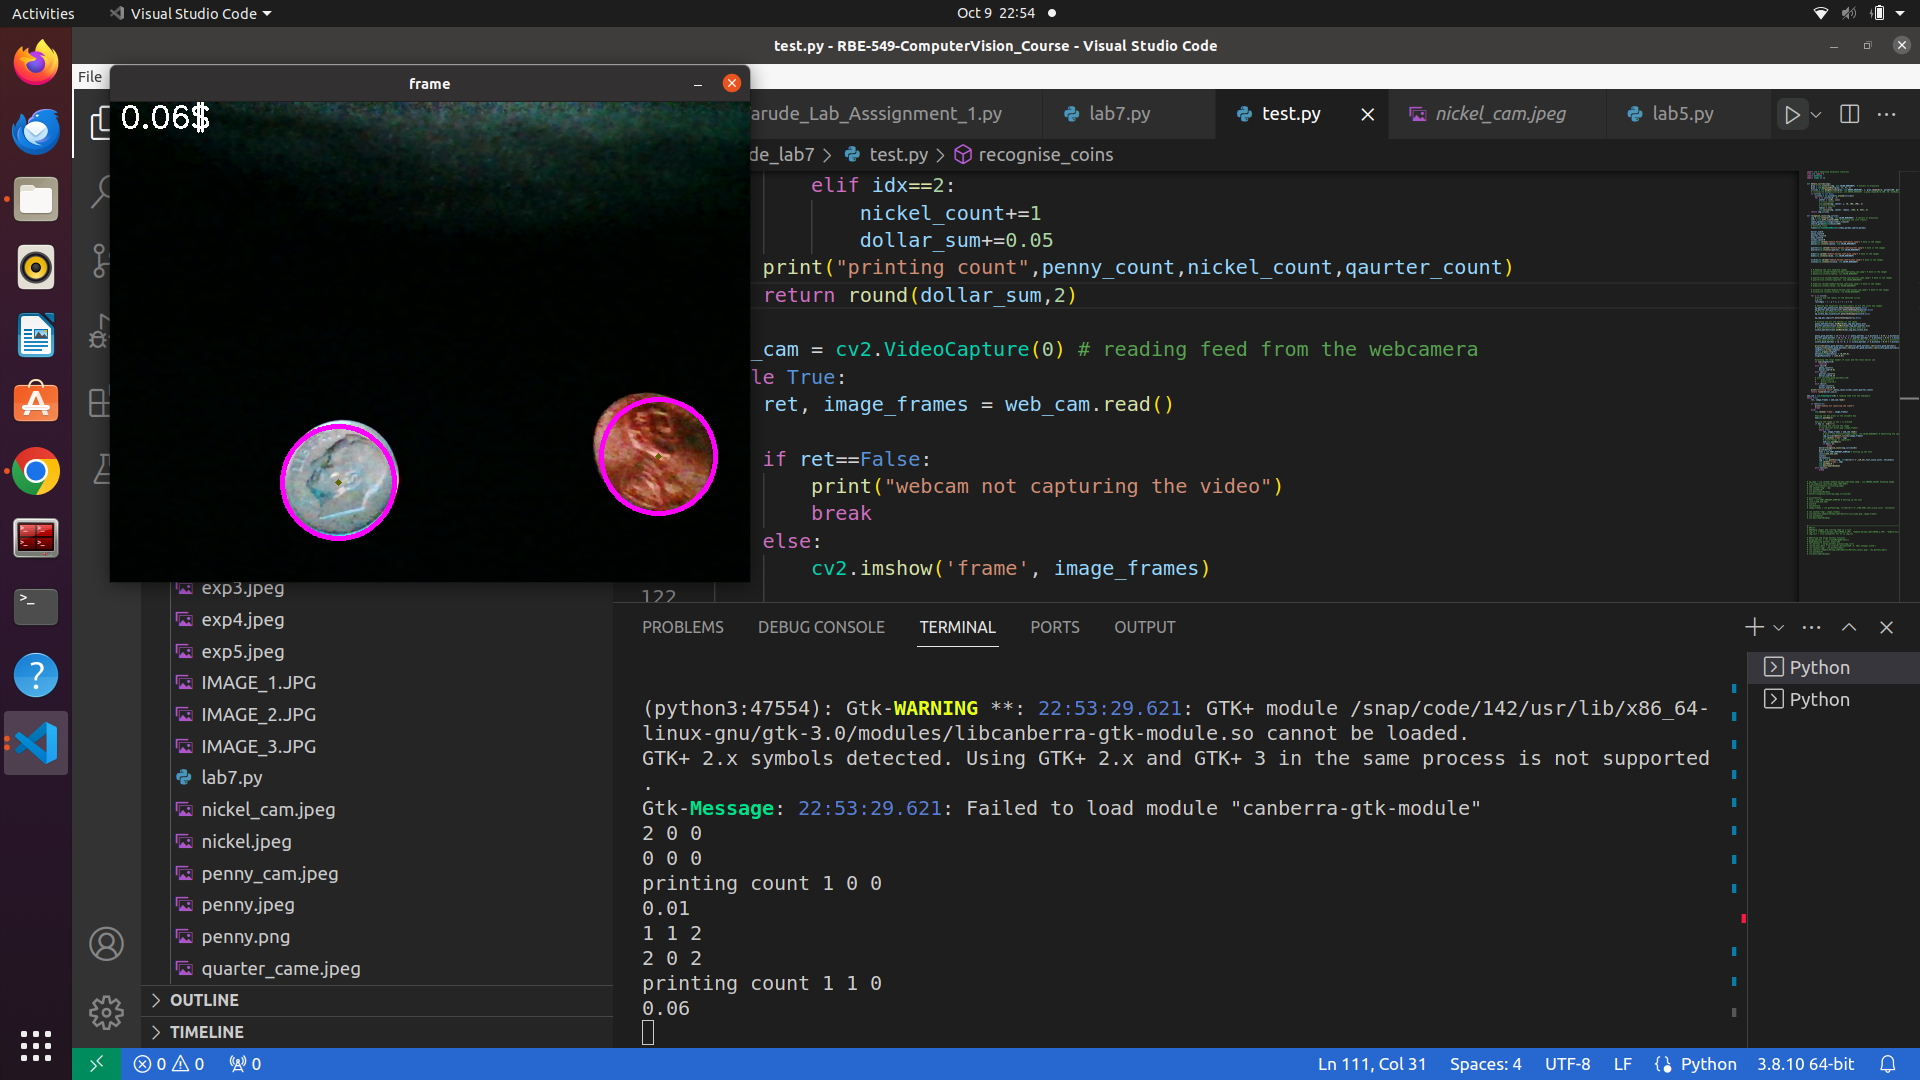 Activities
Visual Studio Code
Oct 9 22:54
test.py - RBE-549-ComputerVision_Course - Visual Studio Code
File
frame
0.06$
arude_Lab_Asssignment_1.py
lab7.py
test.py
nickel_cam.jpeg
lab5.py
de_lab7 > test.py > recognise_coins
elif idx==2:
nickel_count+=1
dollar_sum+=0.05
print("printing count",penny_count,nickel_count,qaurter_count)
return round(dollar_sum,2)
_cam = cv2.VideoCapture(0) # reading feed from the webcamera
le True:
ret, image_frames = web_cam.read()
if ret==False:
print("webcam not capturing the video")
break
else:
cv2.imshow('frame', image_frames)
122
exp3.jpeg
exp4.jpeg
exp5.jpeg
IMAGE_1.JPG
IMAGE_2.JPG
IMAGE_3.JPG
lab7.py
nickel_cam.jpeg
nickel.jpeg
penny_cam.jpeg
penny.jpeg
penny.png
quarter_came.jpeg
OUTLINE
TIMELINE
PROBLEMS
DEBUG CONSOLE
TERMINAL
PORTS
OUTPUT
Python
Python
(python3:47554): Gtk-WARNING **: 22:53:29.621: GTK+ module /snap/code/142/usr/lib/x86_64-
linux-gnu/gtk-3.0/modules/libcanberra-gtk-module.so cannot be loaded.
GTK+ 2.x symbols detected. Using GTK+ 2.x and GTK+ 3 in the same process is not supported
.
Gtk-Message: 22:53:29.621: Failed to load module "canberra-gtk-module"
2 0 0
0 0 0
printing count 1 0 0
0.01
1 1 2
2 0 2
printing count 1 1 0
0.06
0 0
0
Ln 111, Col 31
Spaces: 4
UTF-8
LF
Python
3.8.10 64-bit